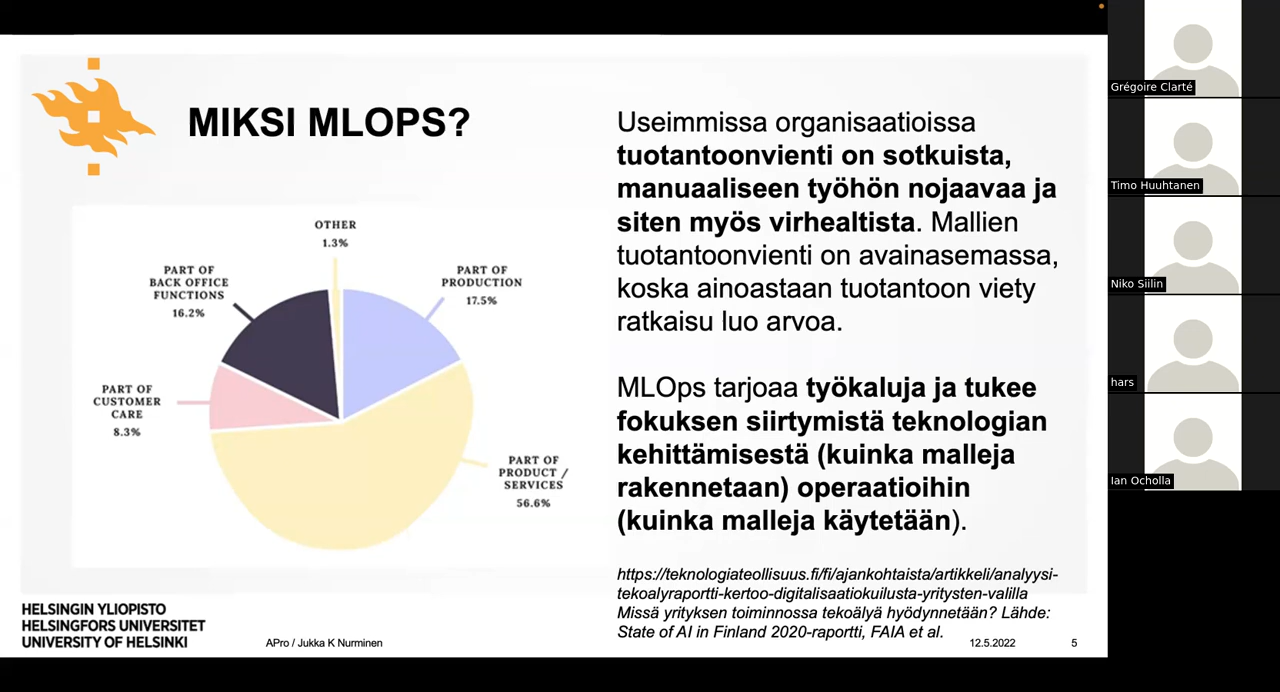 MIKSI MLOPS?
OTHER
1.3%
PART OF
BACK OFFICE
FUNCTIONS
16.2%
PART OF
PRODUCTION
17.5%
PART OF
CUSTOMER
CARE
8.3%
PART OF
PRODUCT /
SERVICES
56.6%
Useimmissa organisaatioissa
tuotantoonvienti on sotkuista,
manuaaliseen työhön nojaavaa ja
siten myös virhealtista. Mallien
tuotantoonvienti on avainasemassa,
koska ainoastaan tuotantoon viety
ratkaisu luo arvoa.
MLOps tarjoaa työkaluja ja tukee
fokuksen siirtymistä teknologian
kehittämisestä (kuinka malleja
rakennetaan) operaatioihin
(kuinka malleja käytetään).
https://teknologiateollisuus.fi/fi/ajankohtaista/artikkeli/analyysi-
tekoalyraportti-kertoo-digitalisaatiokuilusta-yritysten-valilla
Missä yrityksen toiminnossa tekoälyä hyödynnetään? Lähde:
State of AI in Finland 2020-raportti, FAIA et al.
HELSINGIN YLIOPISTO
HELSINGFORS UNIVERSITET
UNIVERSITY OF HELSINKI
APro / Jukka K Nurminen
12.5.2022
5
Grégoire Clarté
Timo Huuhtanen
Niko Siilin
hars
Ian Ocholla